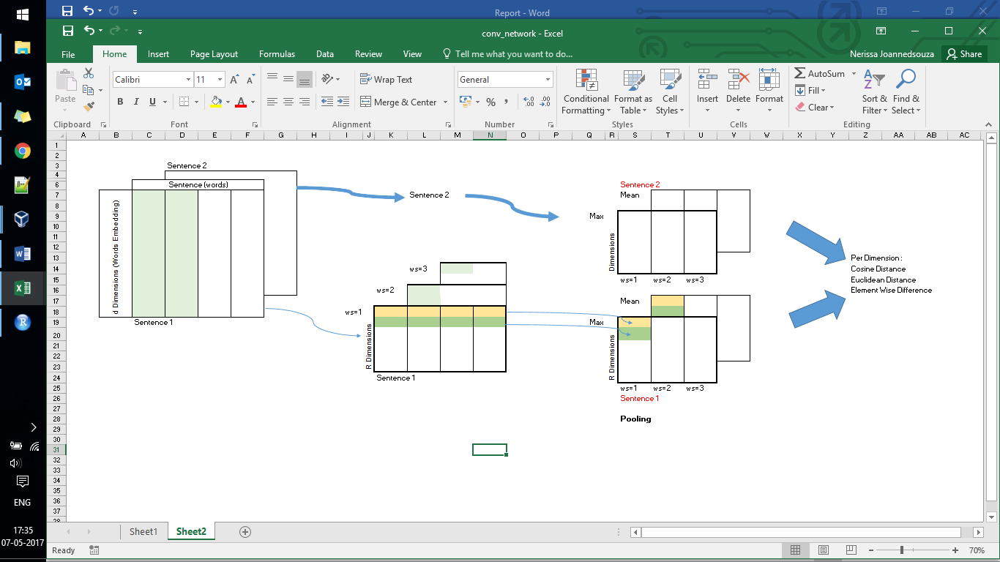 Report - Word
conv_network - Excel
File Home Insert Page Layout Formulas Data Review View Tell me what you want to do... Nerissa Joannedsouza Share
Paste
Calibri 11 A A
B I U A
Wrap Text
Merge & Center
General
% , .00 .0
Conditional Formatting
Format as Table
Cell Styles
Insert Delete Format
AutoSum
Fill
Clear
Sort & Filter
Find & Select
Clipboard Font Alignment Number Styles Cells Editing
A B C D E F G H I J K L M N O P Q R S T U V W X Y Z AA AB AC
1
2
3
4
6
7
8
9
10
11
12
13
14
15
16
17
18
19
20
21
22
23
24
25
26
27
28
29
30
31
32
33
34
35
36
37
38
Sentence 2
Sentence (words)
d Dimensions (Words Embedding)
Sentence 1
Sentence 2
ws=3
ws=2
ws=1
R Dimensions
Sentence 1
Sentence 2
Mean
Max
Dimensions
ws=1 ws=2 ws=3
Mean
Max
R Dimensions
ws=1 ws=2 ws=3
Sentence 1
Pooling
Per Dimension :
Cosine Distance
Euclidean Distance
Element Wise Difference
Sheet1 Sheet2
Ready
70%
ENG
17:35
07-05-2017